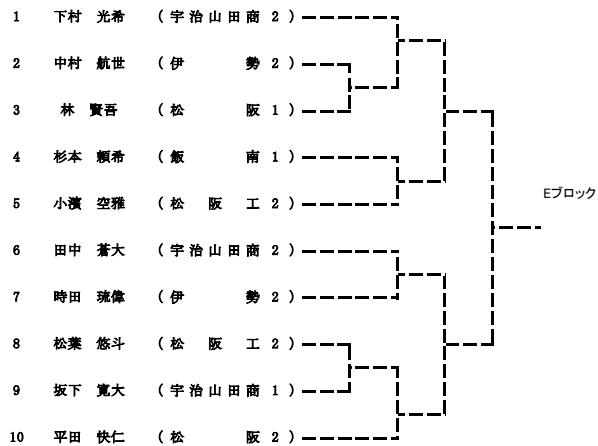 1 下村 光希 (宇治山田商 2)
2 中村 航世 (伊 勢 2)
3 林 賢吾 (松 阪 1)
4 杉本 頼希 (飯 南 1)
5 小濱 空雅 (松 阪 工 2)
Eブロック
6 田中 蒼大 (宇治山田商 2)
7 時田 琉偉 (伊 勢 2)
8 松葉 悠斗 (松 阪 工 2)
9 坂下 寛大 (宇治山田商 1)
10 平田 快仁 (松 阪 2)